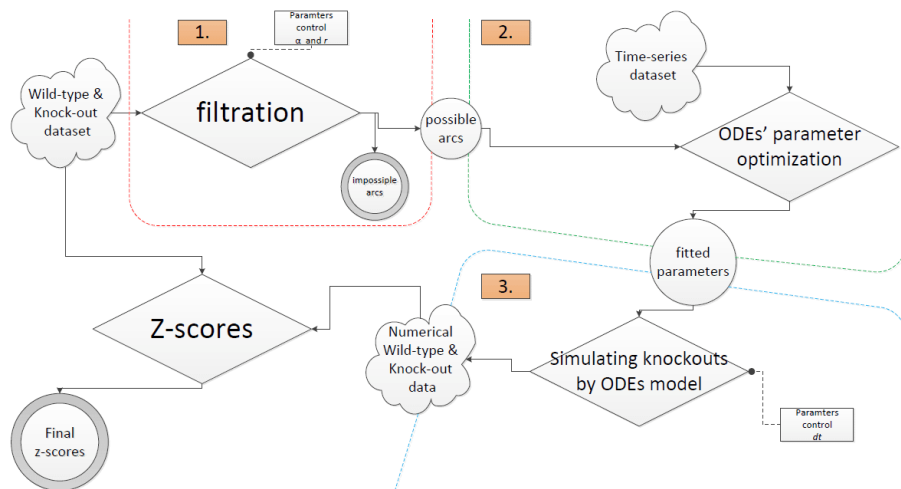 1.
Paramters
control
α and r
2.
Time-series
dataset
Wild-type &
Knock-out
dataset
filtration
possible
arcs
ODEs' parameter
optimization
impossiple
arcs
fitted
parameters
3.
Z-scores
Numerical
Wild-type &
Knock-out
data
Simulating knockouts
by ODEs model
Paramters
control
dt
Final
z-scores